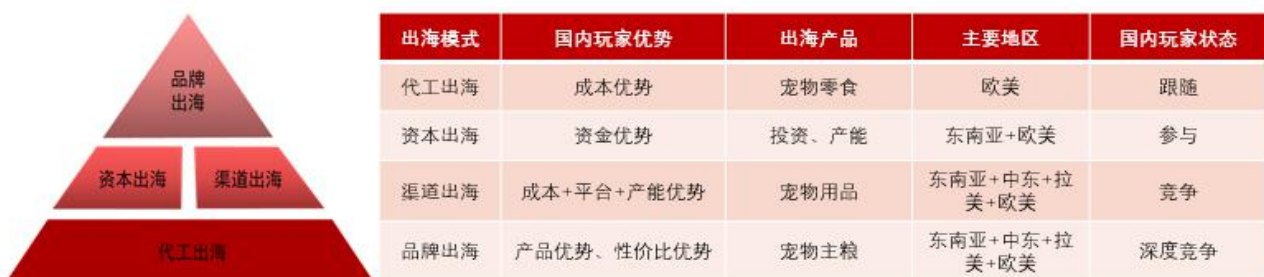 品牌
出海
资本出海
渠道出海
代工出海
出海模式 国内玩家优势 出海产品 主要地区 国内玩家状态
代工出海 成本优势 宠物零食 欧美 跟随
资本出海 资金优势 投资、产能 东南亚+欧美 参与
渠道出海 成本+平台+产能优势 宠物用品 东南亚+中东+拉
美+欧美 竞争
品牌出海 产品优势、性价比优势 宠物主粮 东南亚+中东+拉
美+欧美 深度竞争